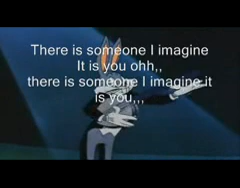 There is someone I imagine
It is you ohh,,
there is someone I imagine it
is you,,,